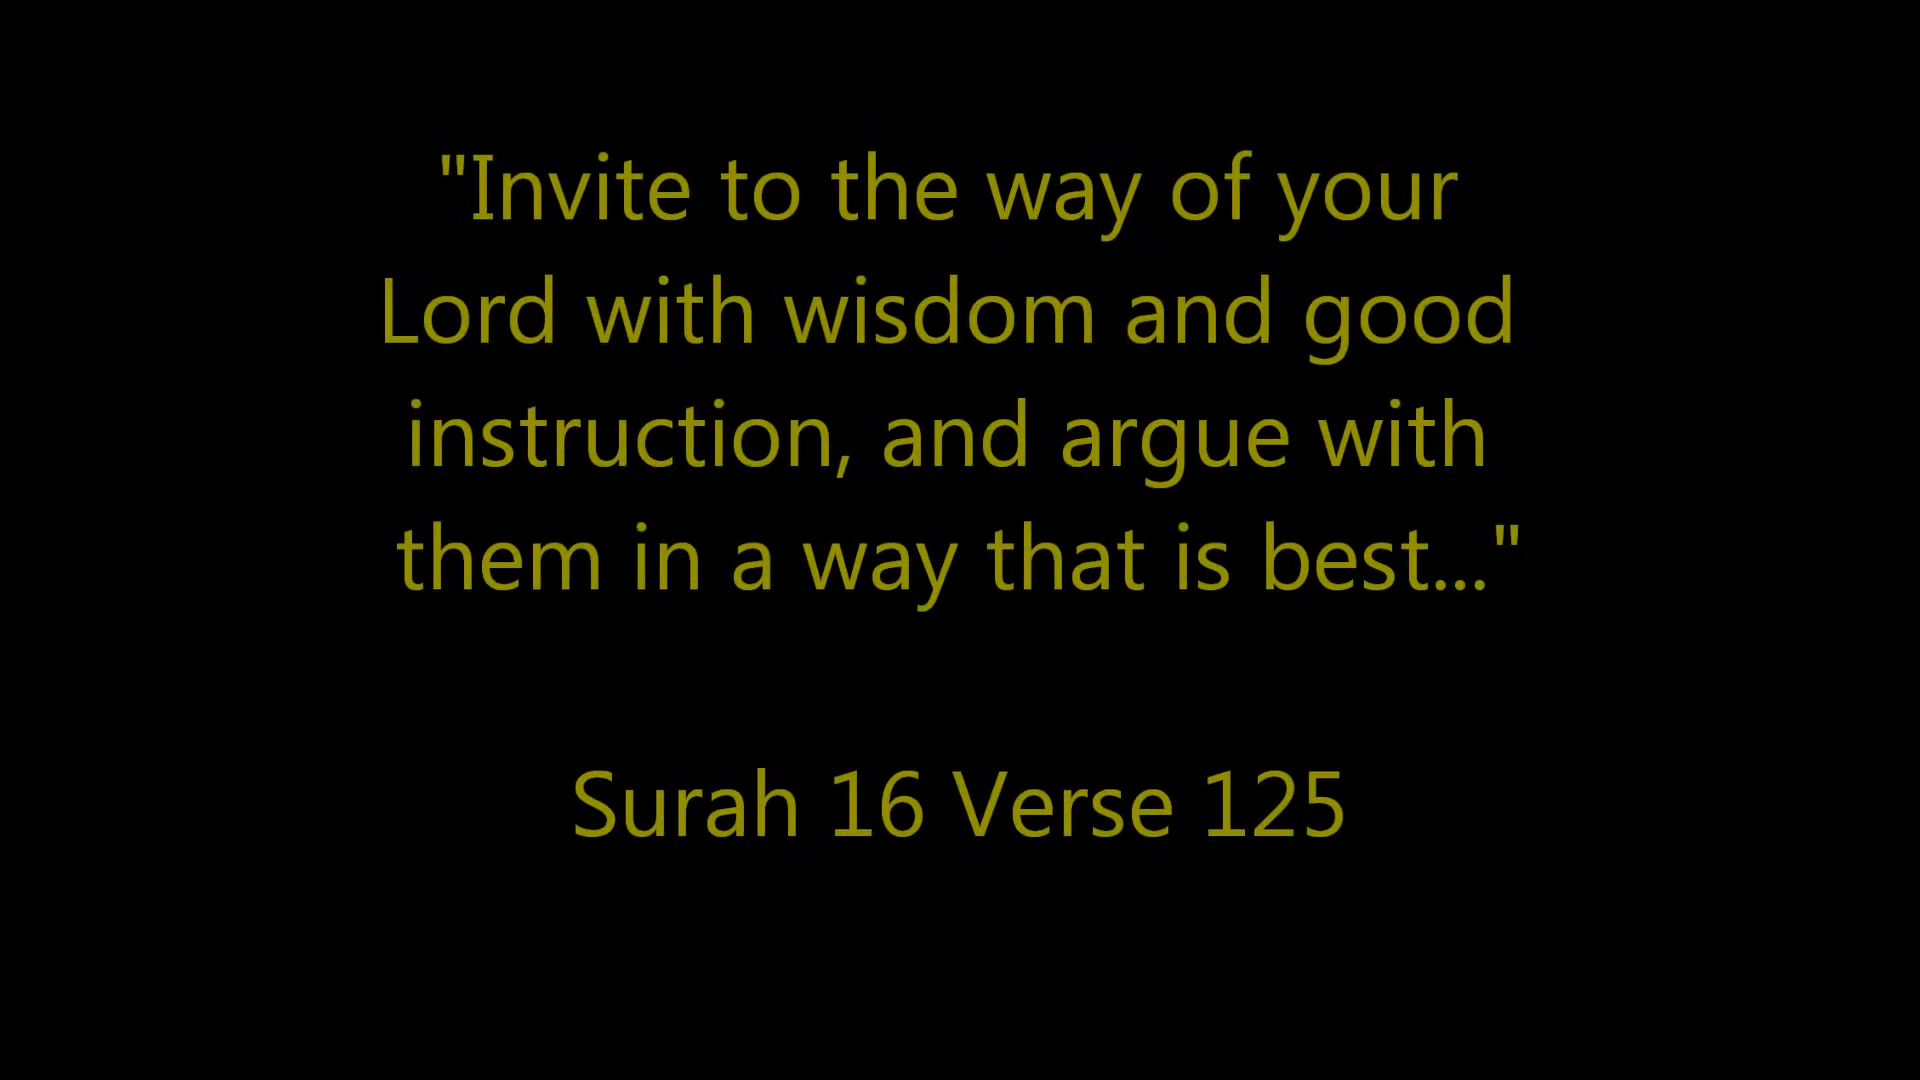 "Invite to the way of your
Lord with wisdom and good
instruction, and argue with
them in a way that is best..."
Surah 16 Verse 125